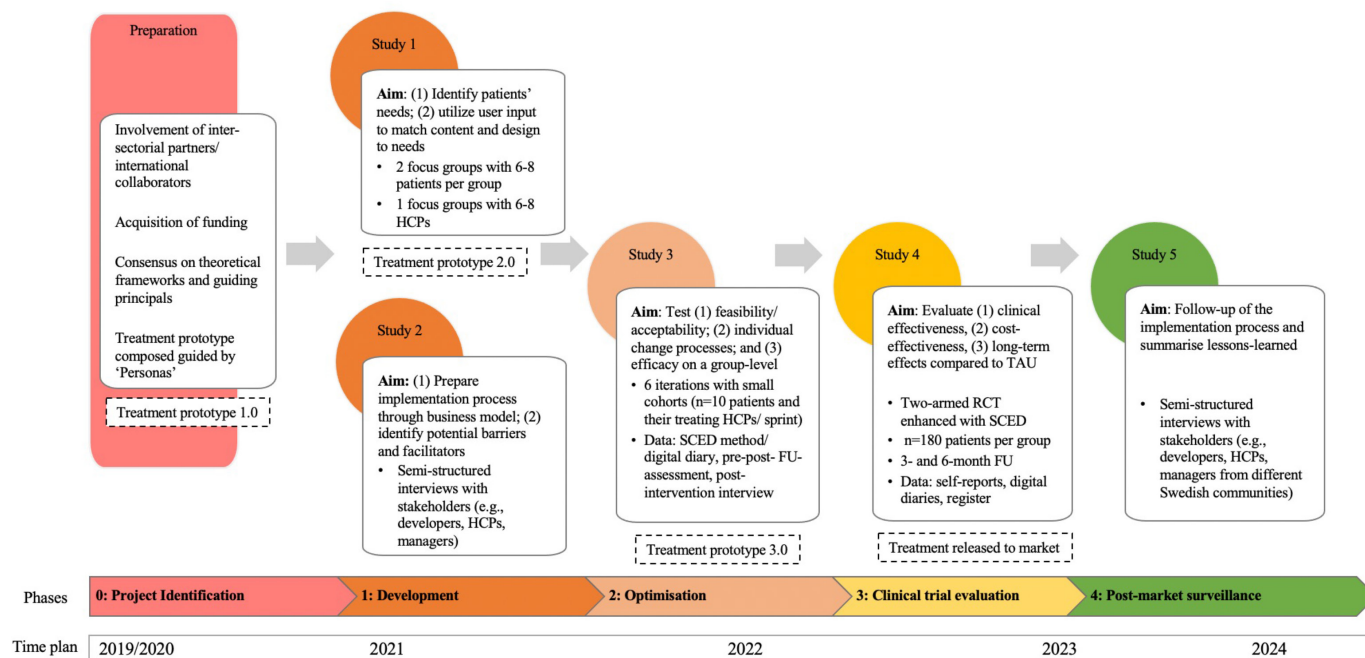 Preparation
Involvement of inter-
sectorial partners/
international
collaborators
Acquisition of funding
Consensus on theoretical
frameworks and guiding
principals
Treatment prototype
composed guided by
‘Personas’
Treatment prototype 1.0
Study 1
Aim: (1) Identify patients’
needs; (2) utilize user input
to match content and design
to needs
• 2 focus groups with 6-8
patients per group
• 1 focus groups with 6-8
HCPs
Treatment prototype 2.0
Study 2
Aim: (1) Prepare
implementation process
through business model; (2)
identify potential barriers
and facilitators
• Semi-structured
interviews with
stakeholders (e.g.,
developers, HCPs,
managers)
Study 3
Aim: Test (1) feasibility/
acceptability; (2) individual
change processes; and (3)
efficacy on a group-level
• 6 iterations with small
cohorts (n=10 patients and
their treating HCPs/ sprint)
• Data: SCED method/
digital diary, pre-post- FU-
assessment, post-
intervention interview
Treatment prototype 3.0
Study 4
Aim: Evaluate (1) clinical
effectiveness, (2) cost-
effectiveness, (3) long-term
effects compared to TAU
• Two-armed RCT
enhanced with SCED
• n=180 patients per group
• 3- and 6-month FU
• Data: self-reports, digital
diaries, register
Treatment released to market
Study 5
Aim: Follow-up of the
implementation process and
summarise lessons-learned
• Semi-structured
interviews with
stakeholders (e.g.,
developers, HCPs,
managers from different
Swedish communities)
Phases 0: Project Identification 1: Development 2: Optimisation 3: Clinical trial evaluation 4: Post-market surveillance
Time plan 2019/2020 2021 2022 2023 2024